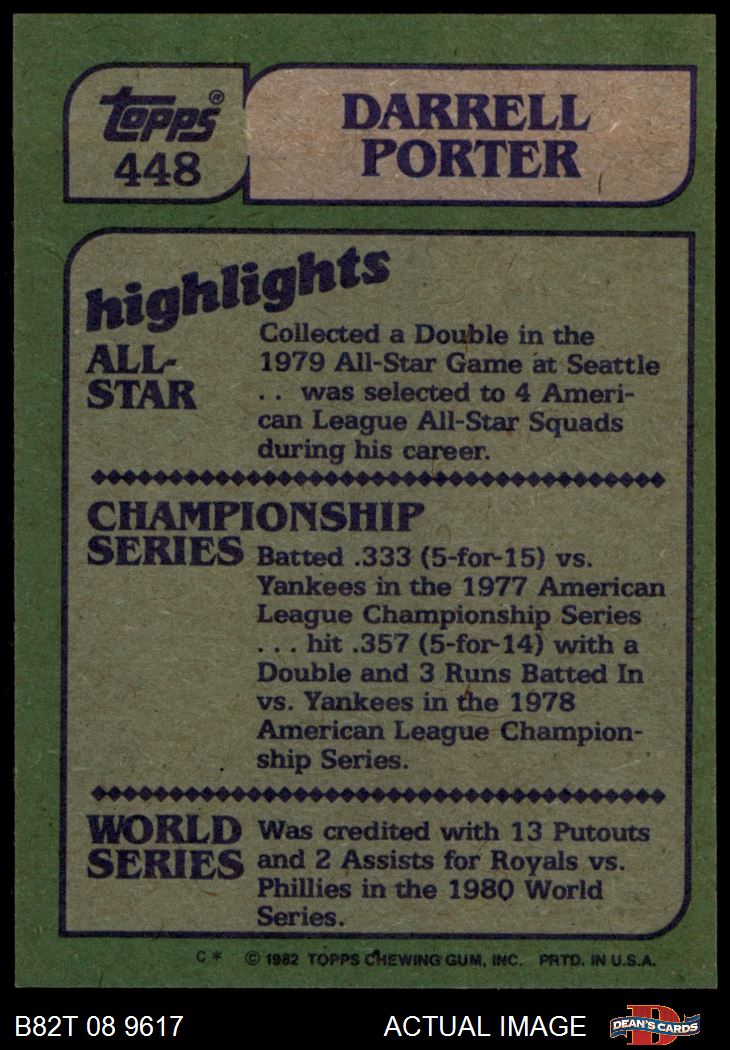 topps®
448
DARRELL
PORTER
highlights
ALL-
STAR
Collected a Double in the
1979 All-Star Game at Seattle
. . was selected to 4 Ameri-
can League All-Star Squads
during his career.
CHAMPIONSHIP
SERIES
Batted .333 (5-for-15) vs.
Yankees in the 1977 American
League Championship Series
. . . hit .357 (5-for-14) with a
Double and 3 Runs Batted In
vs. Yankees in the 1978
American League Champion-
ship Series.
WORLD
SERIES
Was credited with 13 Putouts
and 2 Assists for Royals vs.
Phillies in the 1980 World
Series.
C* © 1982 TOPPS CHEWING GUM, INC. PRTD. IN U.S.A.
B82T 08 9617 ACTUAL IMAGE DEAN'S CARDS